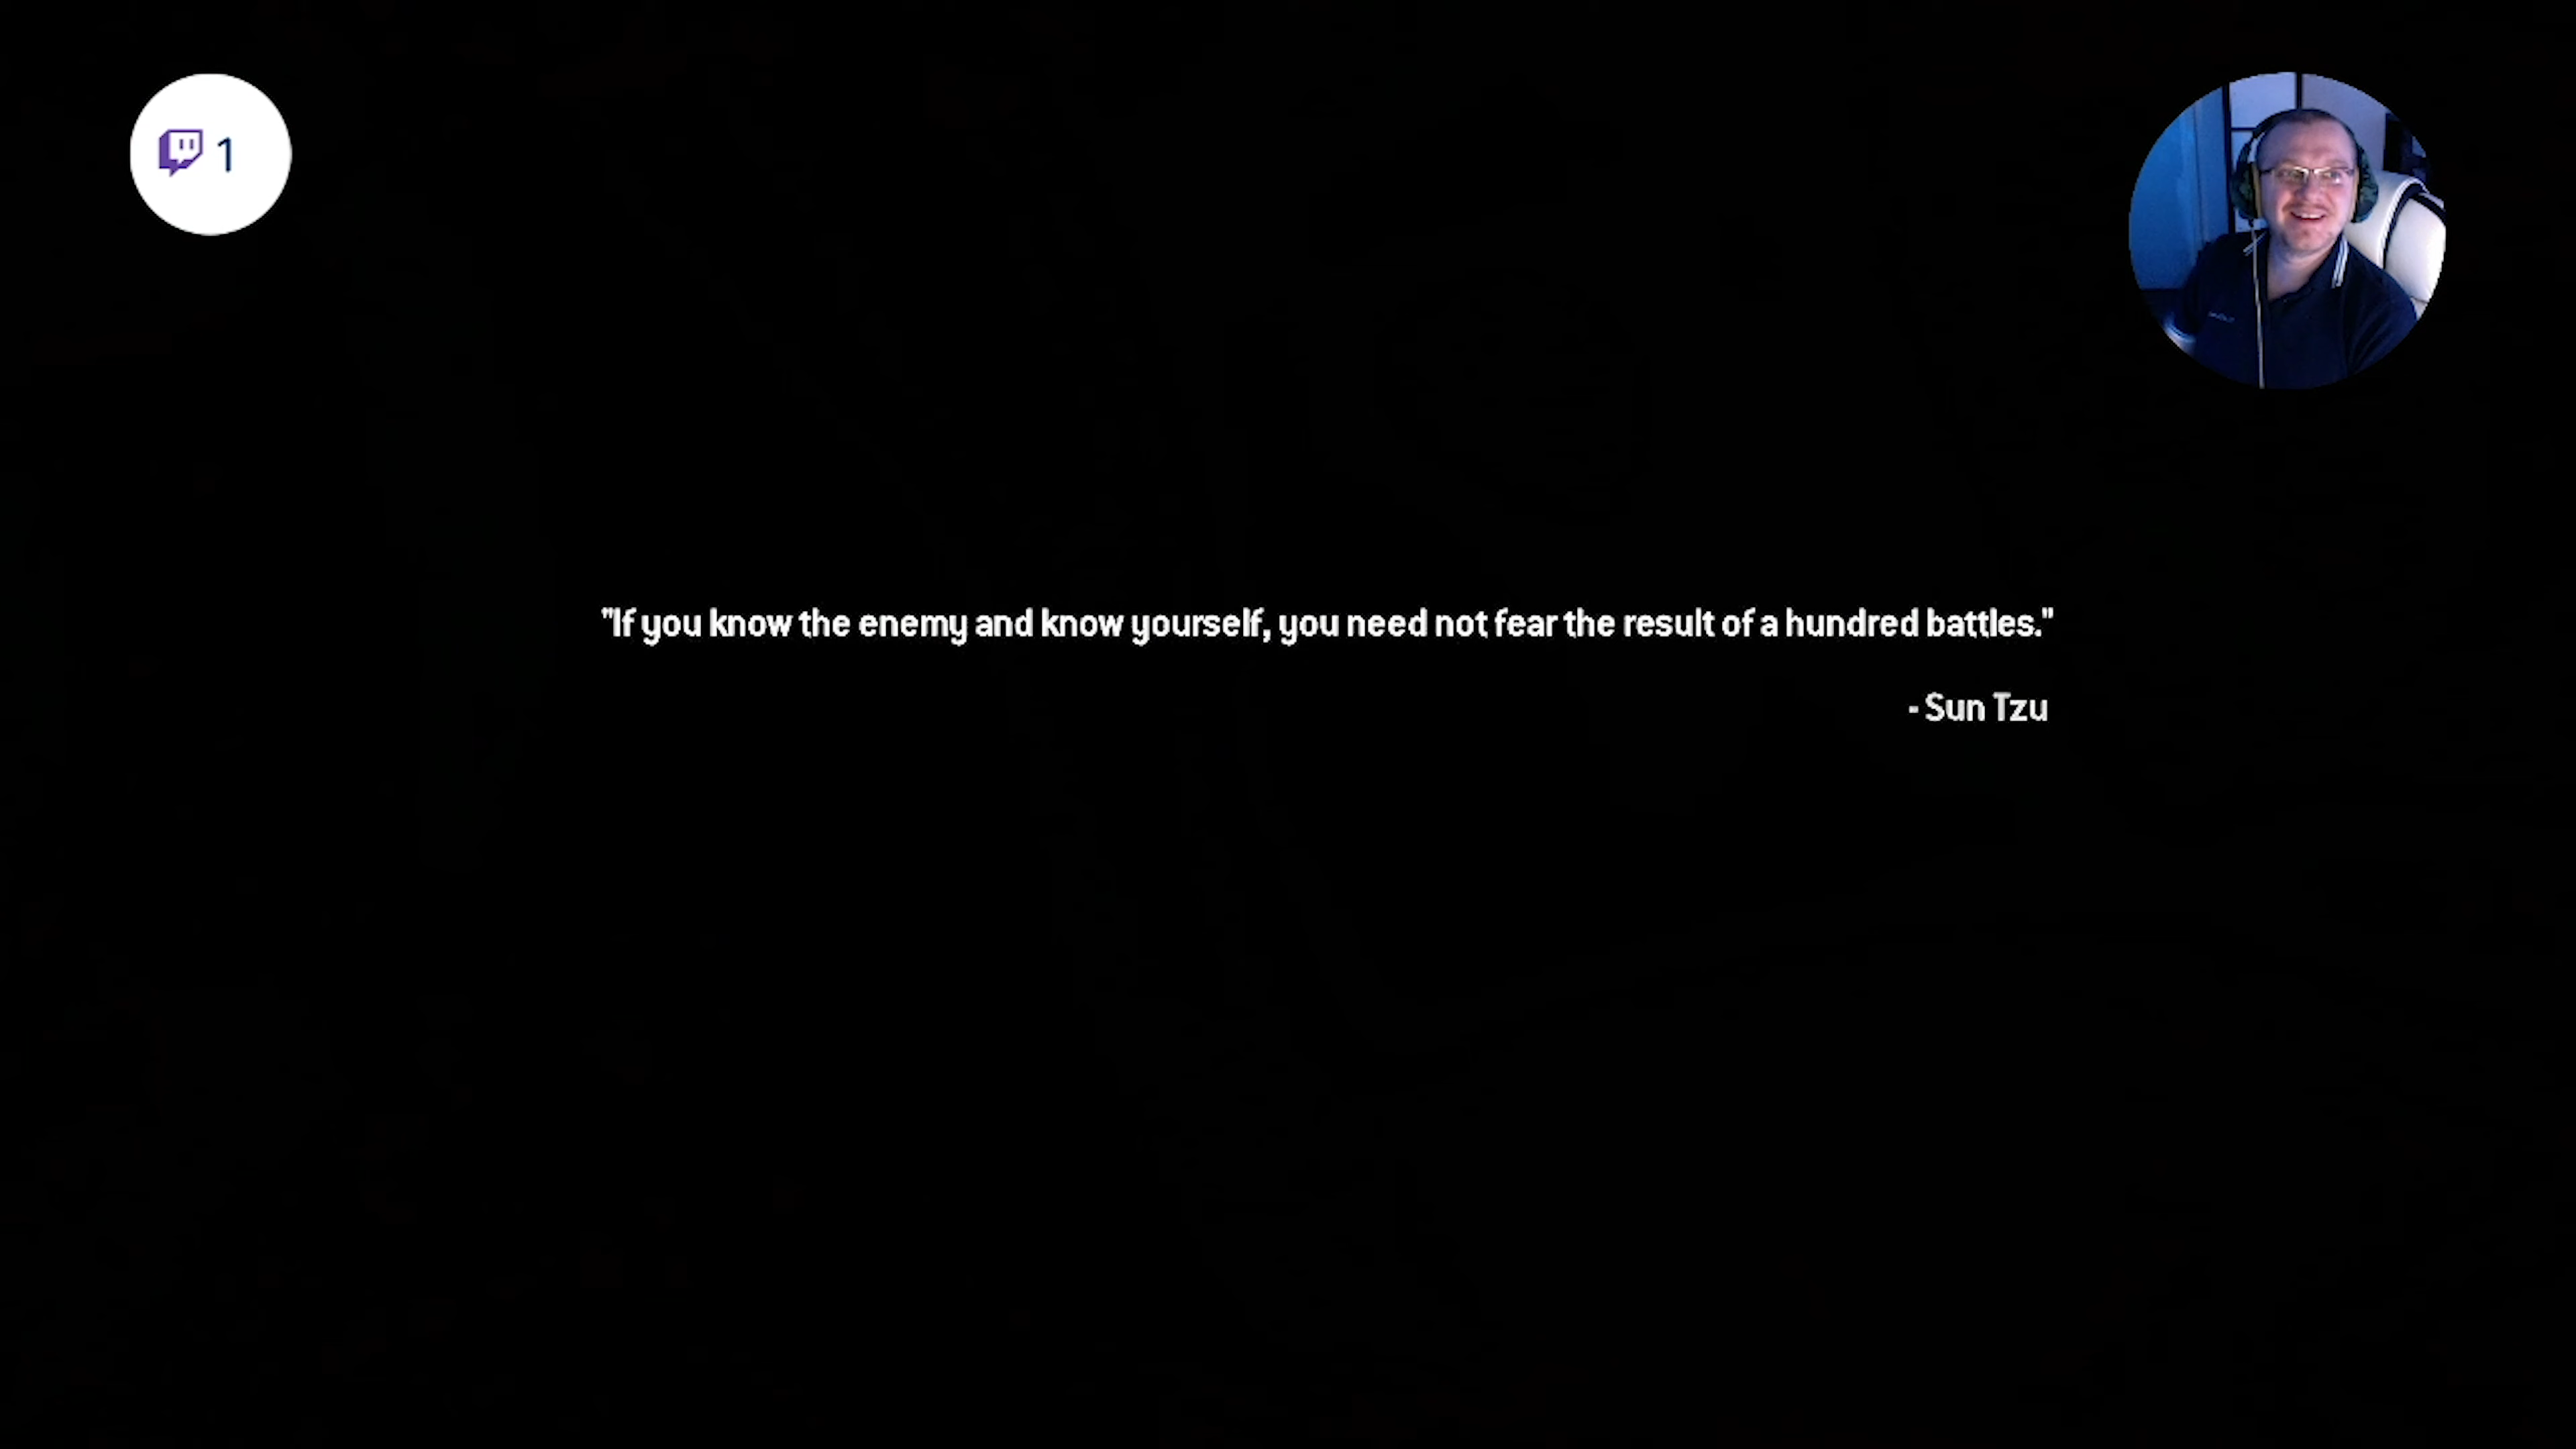 1
"If you know the enemy and know yourself, you need not fear the result of a hundred battles."
- Sun Tzu